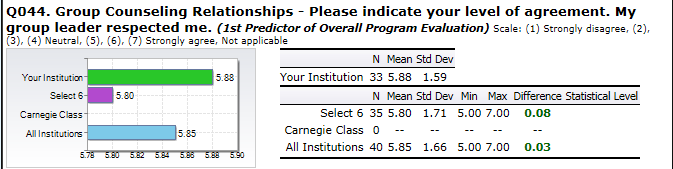 Q044. Group Counseling Relationships - Please indicate your level of agreement. My
group leader respected me. (1st Predictor of Overall Program Evaluation) Scale: (1) Strongly disagree, (2),
(3), (4) Neutral, (5), (6), (7) Strongly agree, Not applicable
Your Institution 5.88
Select 6 5.80
Carnegie Class
All Institutions 5.85
5.78 5.80 5.82 5.84 5.86 5.88 5.90
N Mean Std Dev
Your Institution 33 5.88 1.59
N Mean Std Dev Min Max Difference Statistical Level
Select 6 35 5.80 1.71 5.00 7.00 0.08
Carnegie Class 0 -- -- -- -- --
All Institutions 40 5.85 1.66 5.00 7.00 0.03